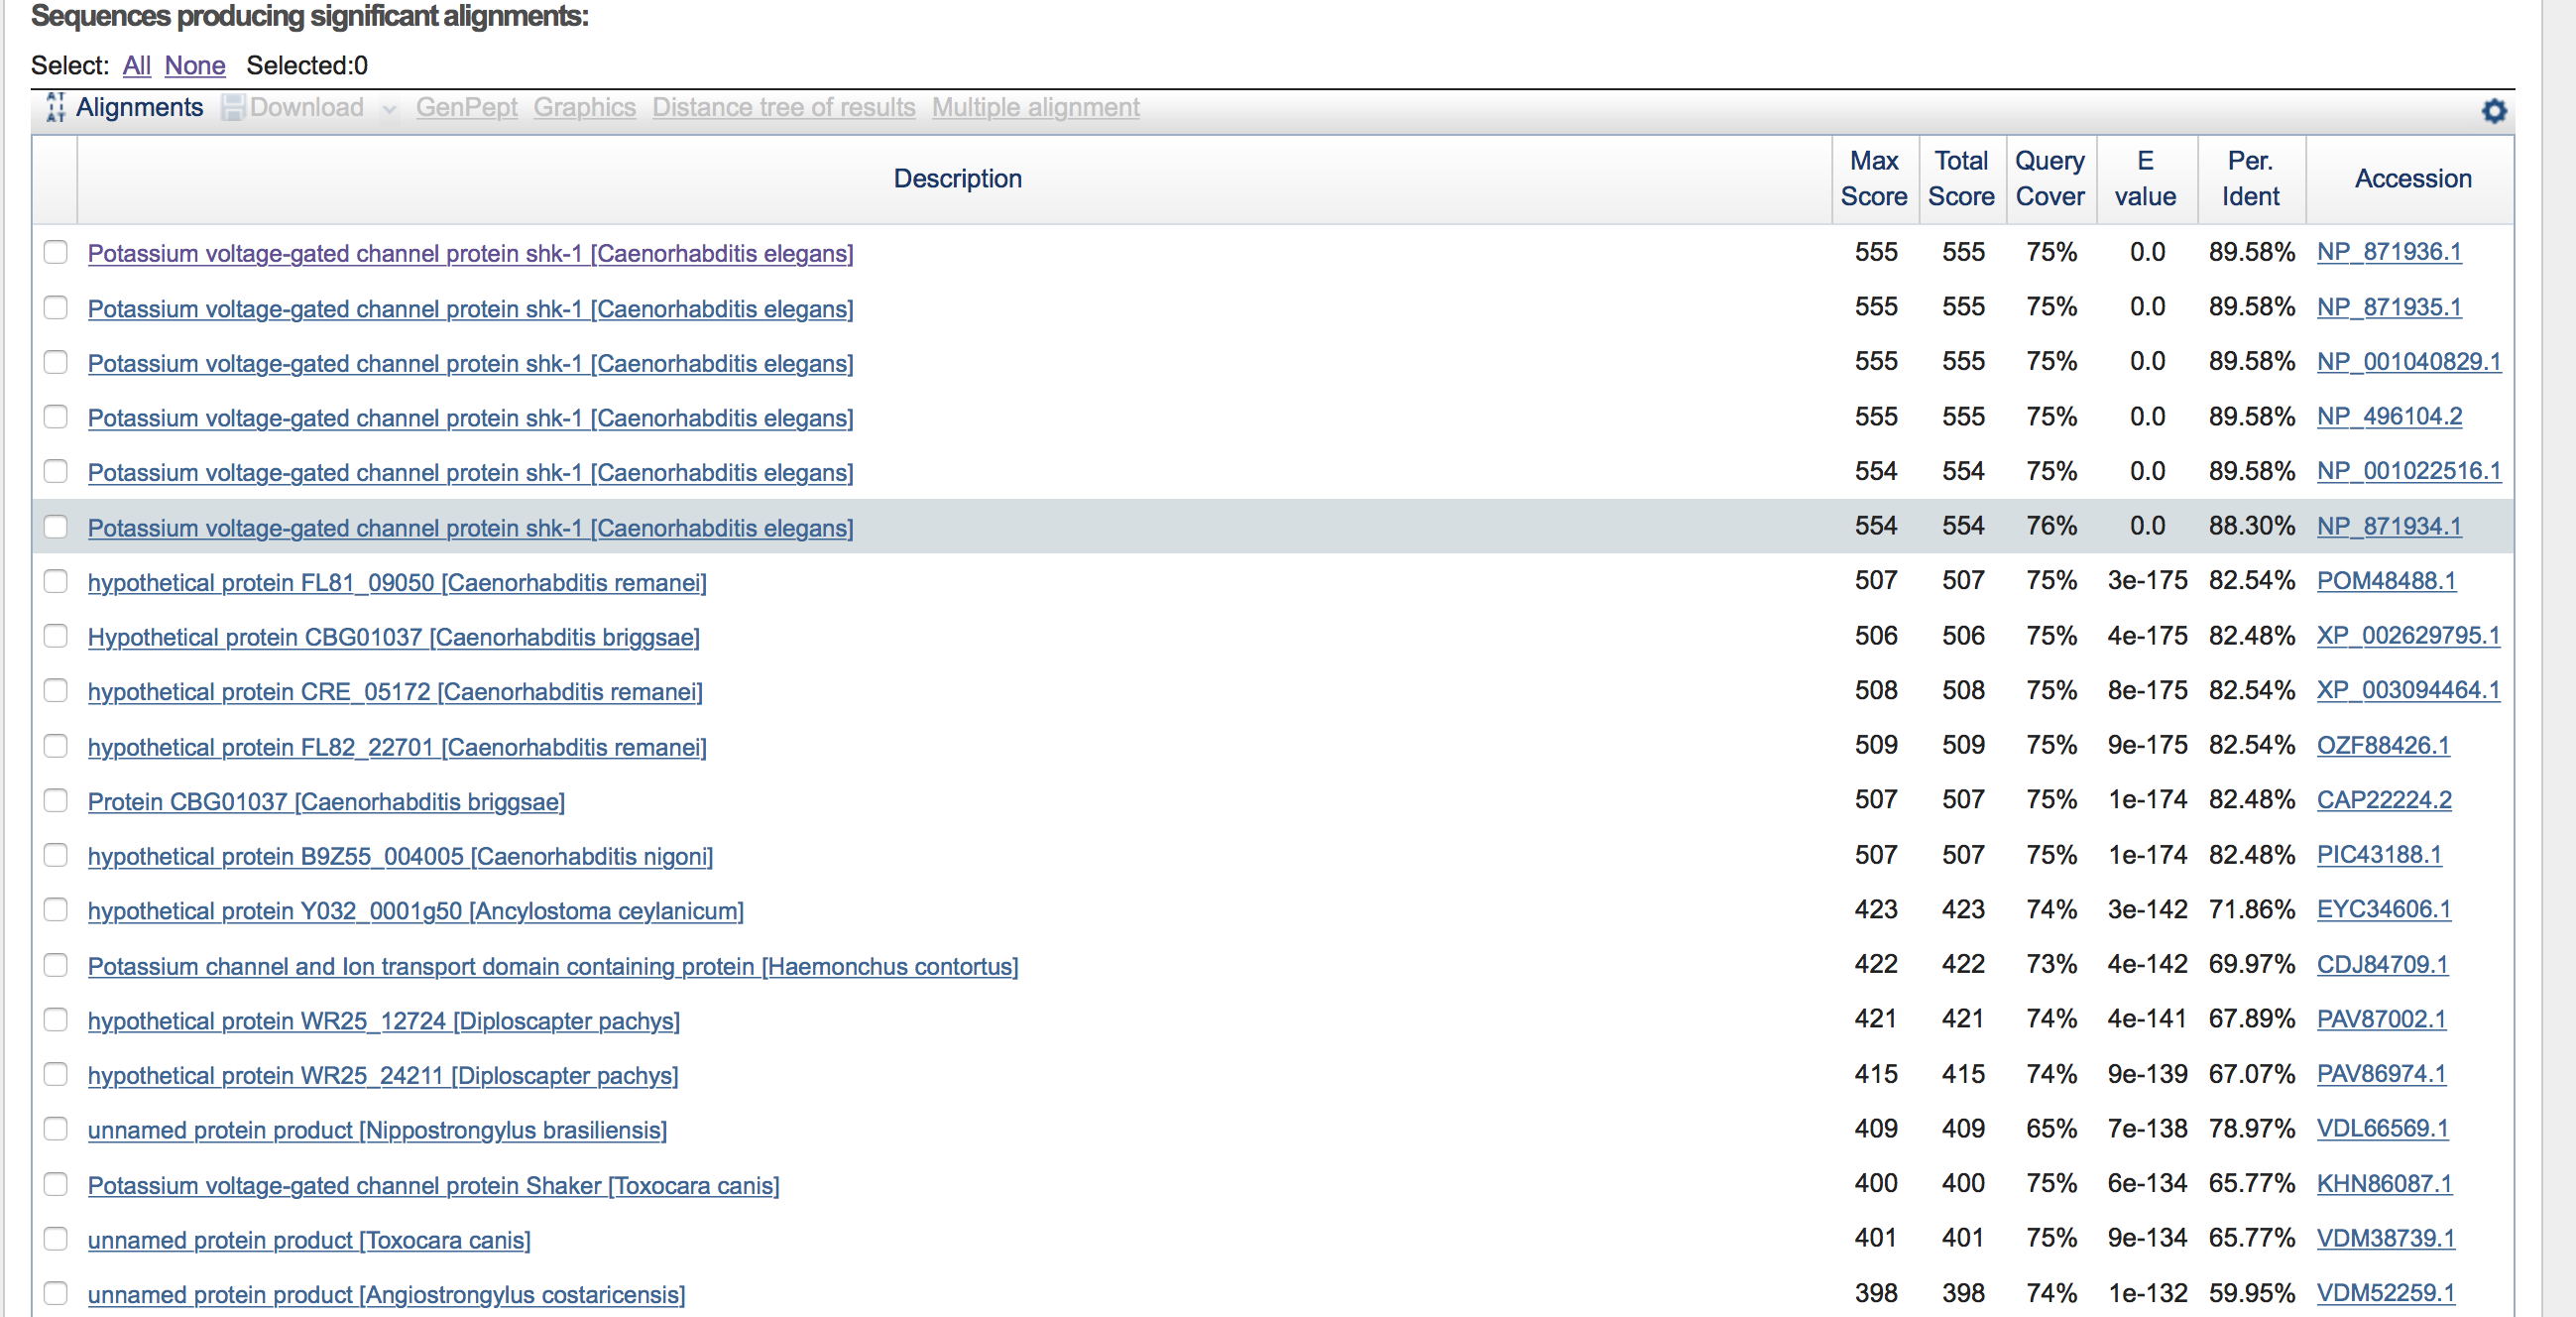 Sequences producing significant alignments:
Select: All None Selected:0
Alignments Download GenPept Graphics Distance tree of results Multiple alignment
Description Max Score Total Score Query Cover E value Per. Ident Accession
Potassium voltage-gated channel protein shk-1 [Caenorhabditis elegans] 555 555 75% 0.0 89.58% NP_871936.1
Potassium voltage-gated channel protein shk-1 [Caenorhabditis elegans] 555 555 75% 0.0 89.58% NP_871935.1
Potassium voltage-gated channel protein shk-1 [Caenorhabditis elegans] 555 555 75% 0.0 89.58% NP_001040829.1
Potassium voltage-gated channel protein shk-1 [Caenorhabditis elegans] 555 555 75% 0.0 89.58% NP_496104.2
Potassium voltage-gated channel protein shk-1 [Caenorhabditis elegans] 554 554 75% 0.0 89.58% NP_001022516.1
Potassium voltage-gated channel protein shk-1 [Caenorhabditis elegans] 554 554 76% 0.0 88.30% NP_871934.1
hypothetical protein FL81_09050 [Caenorhabditis remanei] 507 507 75% 3e-175 82.54% POM48488.1
Hypothetical protein CBG01037 [Caenorhabditis briggsae] 506 506 75% 4e-175 82.48% XP_002629795.1
hypothetical protein CRE_05172 [Caenorhabditis remanei] 508 508 75% 8e-175 82.54% XP_003094464.1
hypothetical protein FL82_22701 [Caenorhabditis remanei] 509 509 75% 9e-175 82.54% OZF88426.1
Protein CBG01037 [Caenorhabditis briggsae] 507 507 75% 1e-174 82.48% CAP22224.2
hypothetical protein B9Z55_004005 [Caenorhabditis nigoni] 507 507 75% 1e-174 82.48% PIC43188.1
hypothetical protein Y032_0001g50 [Ancylostoma ceylanicum] 423 423 74% 3e-142 71.86% EYC34606.1
Potassium channel and Ion transport domain containing protein [Haemonchus contortus] 422 422 73% 4e-142 69.97% CDJ84709.1
hypothetical protein WR25_12724 [Diploscapter pachys] 421 421 74% 4e-141 67.89% PAV87002.1
hypothetical protein WR25_24211 [Diploscapter pachys] 415 415 74% 9e-139 67.07% PAV86974.1
unnamed protein product [Nippostrongylus brasiliensis] 409 409 65% 7e-138 78.97% VDL66569.1
Potassium voltage-gated channel protein Shaker [Toxocara canis] 400 400 75% 6e-134 65.77% KHN86087.1
unnamed protein product [Toxocara canis] 401 401 75% 9e-134 65.77% VDM38739.1
unnamed protein product [Angiostrongylus costaricensis] 398 398 74% 1e-132 59.95% VDM52259.1